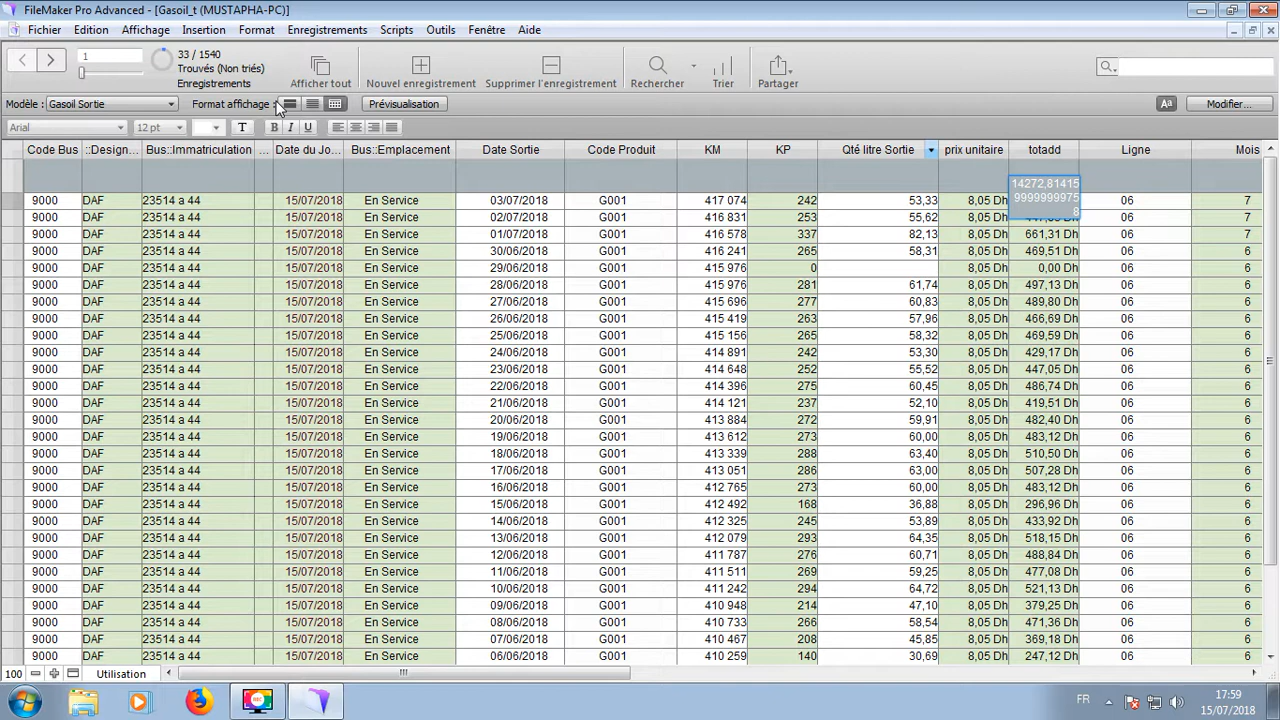 FileMaker Pro Advanced - [Gasoil_t (MUSTAPHA-PC)]
Fichier Edition Affichage Insertion Format Enregistrements Scripts Outils Fenêtre Aide
1 33 / 1540 Trouvés (Non triés) Enregistrements Afficher tout Nouvel enregistrement Supprimer l'enregistrement Rechercher Trier Partager
Modèle : Gasoil Sortie Format affichage : Prévisualisation Aa Modifier...
Arial 12 pt T B I U
Code Bus ::Design... Bus::Immatriculation ... Date du Jo... Bus::Emplacement Date Sortie Code Produit KM KP Qté litre Sortie prix unitaire totadd Ligne Mois
14272,81415
9999999975
8
9000 DAF 23514 a 44 15/07/2018 En Service 03/07/2018 G001 417 074 242 53,33 8,05 Dh 06 7
9000 DAF 23514 a 44 15/07/2018 En Service 02/07/2018 G001 416 831 253 55,62 8,05 Dh 06 7
9000 DAF 23514 a 44 15/07/2018 En Service 01/07/2018 G001 416 578 337 82,13 8,05 Dh 661,31 Dh 06 7
9000 DAF 23514 a 44 15/07/2018 En Service 30/06/2018 G001 416 241 265 58,31 8,05 Dh 469,51 Dh 06 6
9000 DAF 23514 a 44 15/07/2018 En Service 29/06/2018 G001 415 976 0 8,05 Dh 0,00 Dh 06 6
9000 DAF 23514 a 44 15/07/2018 En Service 28/06/2018 G001 415 976 281 61,74 8,05 Dh 497,13 Dh 06 6
9000 DAF 23514 a 44 15/07/2018 En Service 27/06/2018 G001 415 696 277 60,83 8,05 Dh 489,80 Dh 06 6
9000 DAF 23514 a 44 15/07/2018 En Service 26/06/2018 G001 415 419 263 57,96 8,05 Dh 466,69 Dh 06 6
9000 DAF 23514 a 44 15/07/2018 En Service 25/06/2018 G001 415 156 265 58,32 8,05 Dh 469,59 Dh 06 6
9000 DAF 23514 a 44 15/07/2018 En Service 24/06/2018 G001 414 891 242 53,30 8,05 Dh 429,17 Dh 06 6
9000 DAF 23514 a 44 15/07/2018 En Service 23/06/2018 G001 414 648 252 55,52 8,05 Dh 447,05 Dh 06 6
9000 DAF 23514 a 44 15/07/2018 En Service 22/06/2018 G001 414 396 275 60,45 8,05 Dh 486,74 Dh 06 6
9000 DAF 23514 a 44 15/07/2018 En Service 21/06/2018 G001 414 121 237 52,10 8,05 Dh 419,51 Dh 06 6
9000 DAF 23514 a 44 15/07/2018 En Service 20/06/2018 G001 413 884 272 59,91 8,05 Dh 482,40 Dh 06 6
9000 DAF 23514 a 44 15/07/2018 En Service 19/06/2018 G001 413 612 273 60,00 8,05 Dh 483,12 Dh 06 6
9000 DAF 23514 a 44 15/07/2018 En Service 18/06/2018 G001 413 339 288 63,40 8,05 Dh 510,50 Dh 06 6
9000 DAF 23514 a 44 15/07/2018 En Service 17/06/2018 G001 413 051 286 63,00 8,05 Dh 507,28 Dh 06 6
9000 DAF 23514 a 44 15/07/2018 En Service 16/06/2018 G001 412 765 273 60,00 8,05 Dh 483,12 Dh 06 6
9000 DAF 23514 a 44 15/07/2018 En Service 15/06/2018 G001 412 492 168 36,88 8,05 Dh 296,96 Dh 06 6
9000 DAF 23514 a 44 15/07/2018 En Service 14/06/2018 G001 412 325 245 53,89 8,05 Dh 433,92 Dh 06 6
9000 DAF 23514 a 44 15/07/2018 En Service 13/06/2018 G001 412 079 293 64,35 8,05 Dh 518,15 Dh 06 6
9000 DAF 23514 a 44 15/07/2018 En Service 12/06/2018 G001 411 787 276 60,71 8,05 Dh 488,84 Dh 06 6
9000 DAF 23514 a 44 15/07/2018 En Service 11/06/2018 G001 411 511 269 59,25 8,05 Dh 477,08 Dh 06 6
9000 DAF 23514 a 44 15/07/2018 En Service 10/06/2018 G001 411 242 294 64,72 8,05 Dh 521,13 Dh 06 6
9000 DAF 23514 a 44 15/07/2018 En Service 09/06/2018 G001 410 948 214 47,10 8,05 Dh 379,25 Dh 06 6
9000 DAF 23514 a 44 15/07/2018 En Service 08/06/2018 G001 410 733 266 58,54 8,05 Dh 471,36 Dh 06 6
9000 DAF 23514 a 44 15/07/2018 En Service 07/06/2018 G001 410 467 208 45,85 8,05 Dh 369,18 Dh 06 6
9000 DAF 23514 a 44 15/07/2018 En Service 06/06/2018 G001 410 259 140 30,69 8,05 Dh 247,12 Dh 06 6
100 Utilisation
REC FR 17:59
15/07/2018